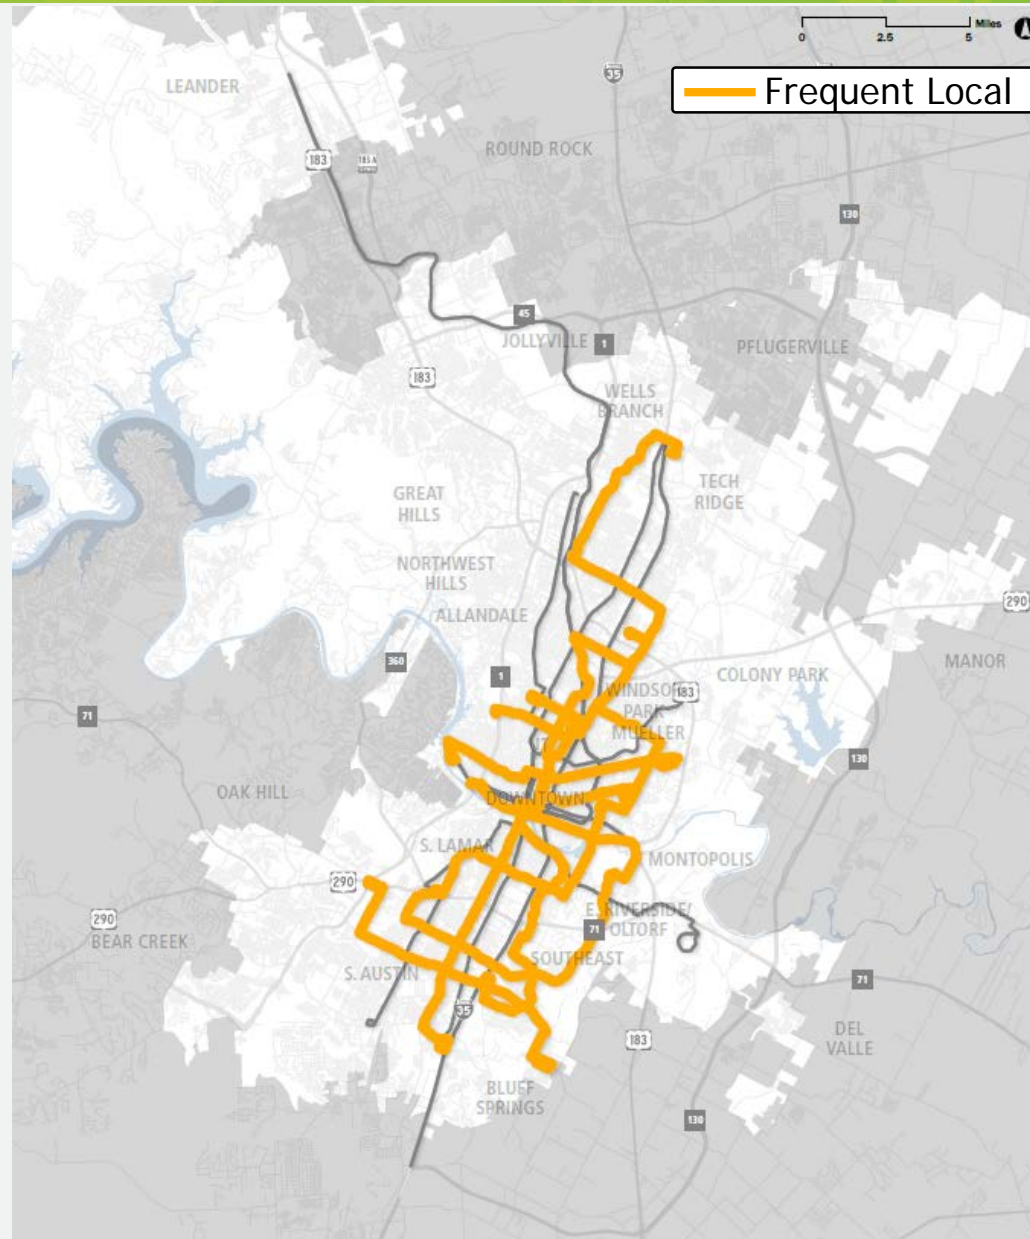 Miles
0 2.5 5
35
Frequent Local
LEANDER
183
183A
ROUND ROCK
130
45
JOLLYVILLE
1
PFLUGERVILLE
183
WELLS
BRANCH
GREAT
HILLS
TECH
RIDGE
NORTHWEST
HILLS
290
ALLANDALE
360
1
COLONY PARK
MANOR
WINDSOR
PARK
183
MUELLER
71
130
OAK HILL
DOWNTOWN
S. LAMAR
MONTOPOLIS
290
290
E. RIVERSIDE/
OLTORF
71
BEAR CREEK
SOUTHEAST
S. AUSTIN
71
35
183
DEL
VALLE
BLUFF
SPRINGS
130